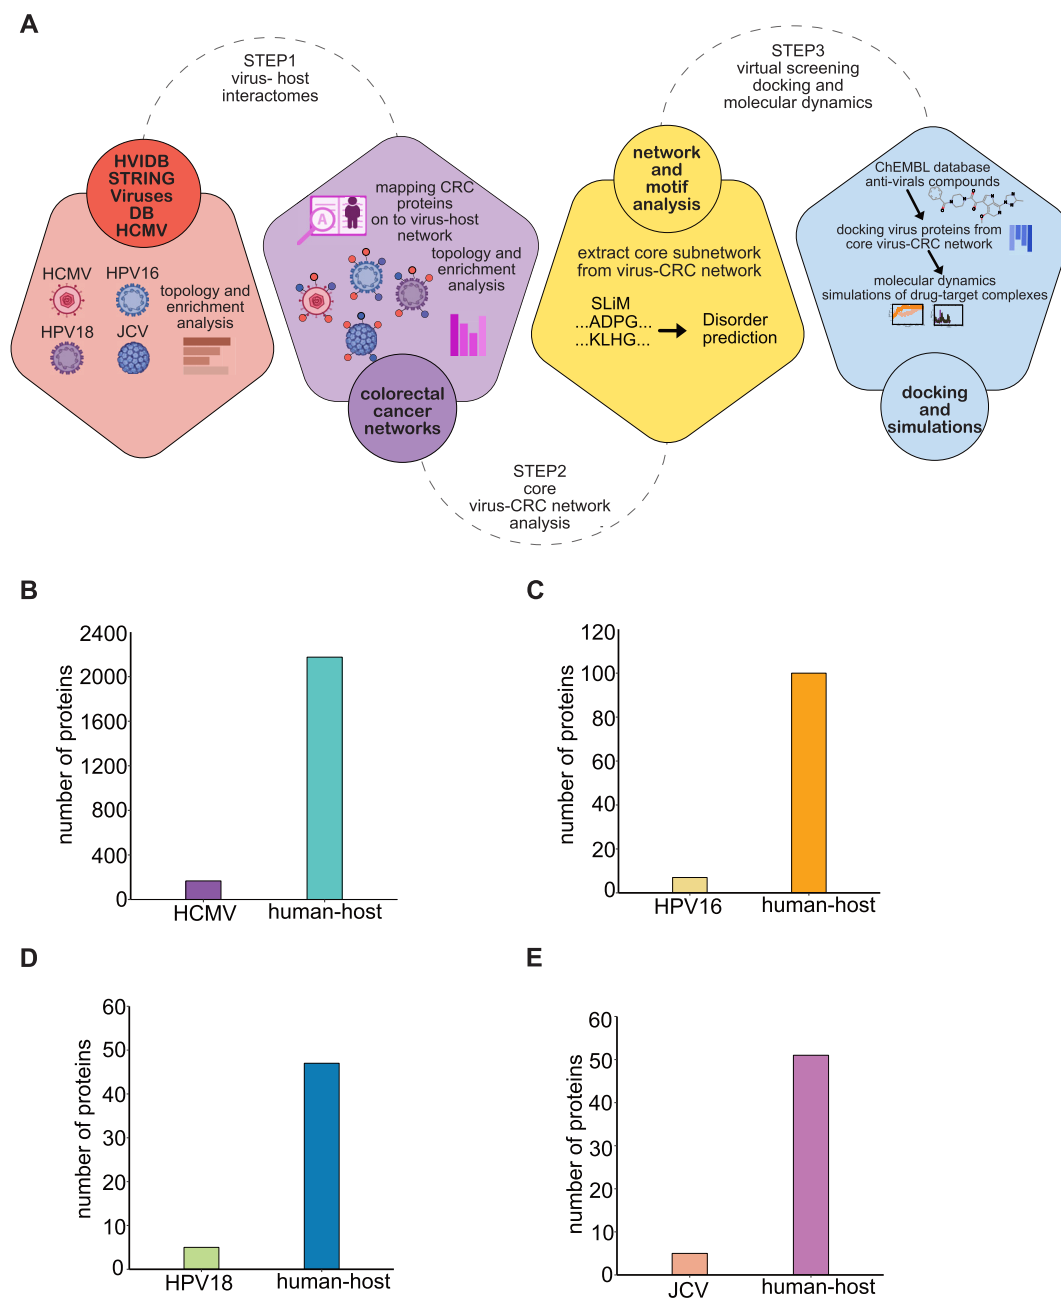 A
STEP1
virus- host
interactomes
STEP3
virtual screening
docking and
molecular dynamics
HVIDB
STRING
Viruses
DB
HCMV
HCMV
HPV16
HPV18
JCV
topology and
enrichment
analysis
mapping CRC
proteins
on to virus-host
network
A
topology and
enrichment
analysis
colorectal
cancer
networks
STEP2
core
virus-CRC network
analysis
network
and
motif
analysis
extract core subnetwork
from virus-CRC network
SLiM
...ADPG...
...KLHG...
Disorder
prediction
ChEMBL database
anti-virals compounds
docking virus proteins from
core virus-CRC network
molecular dynamics
simulations of drug-target complexes
docking
and
simulations
B
number of proteins
2400
2000
1600
1200
800
400
0
HCMV
human-host
C
number of proteins
120
100
80
60
40
20
0
HPV16
human-host
D
number of proteins
60
50
40
30
20
10
0
HPV18
human-host
E
number of proteins
60
50
40
30
20
10
0
JCV
human-host